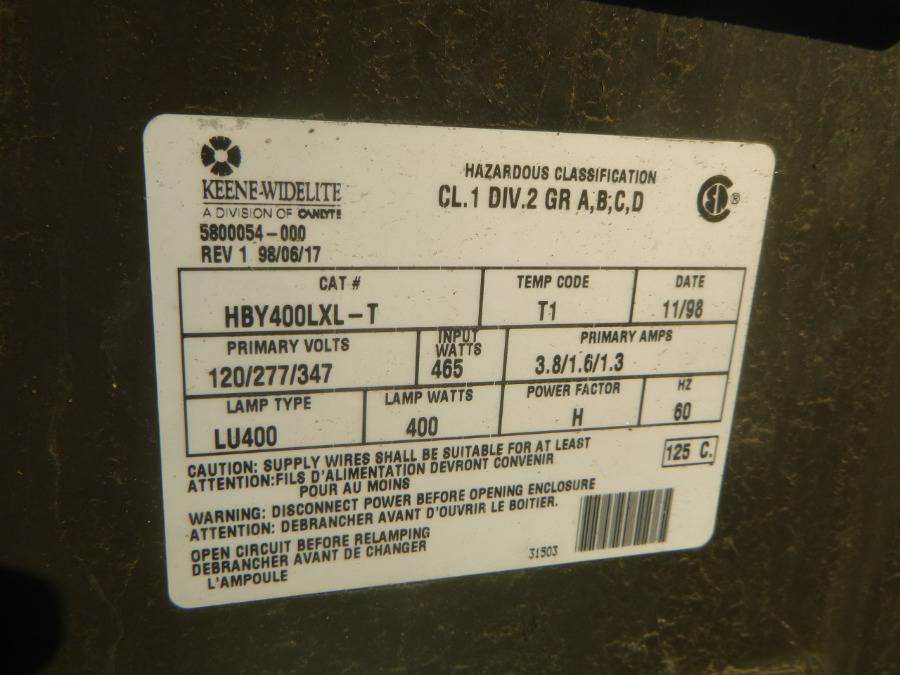 KEENE-WIDELITE
A DIVISION OF CANLYTE
5800054-000
REV 1 98/06/17
HAZARDOUS CLASSIFICATION
CL.1 DIV.2 GR A,B;C,D
®
CAT #
HBY400LXL-T
TEMP CODE
T1
DATE
11/98
PRIMARY VOLTS
120/277/347
INPUT
WATTS
465
PRIMARY AMPS
3.8/1.6/1.3
LAMP TYPE
LU400
LAMP WATTS
400
POWER FACTOR
H
HZ
60
CAUTION: SUPPLY WIRES SHALL BE SUITABLE FOR AT LEAST
125 C.
ATTENTION:FILS D'ALIMENTATION DEVRONT CONVENIR
POUR AU MOINS
WARNING: DISCONNECT POWER BEFORE OPENING ENCLOSURE
ATTENTION: DEBRANCHER AVANT D'OUVRIR LE BOITIER.
OPEN CIRCUIT BEFORE RELAMPING
DEBRANCHER AVANT DE CHANGER
L'AMPOULE
31503